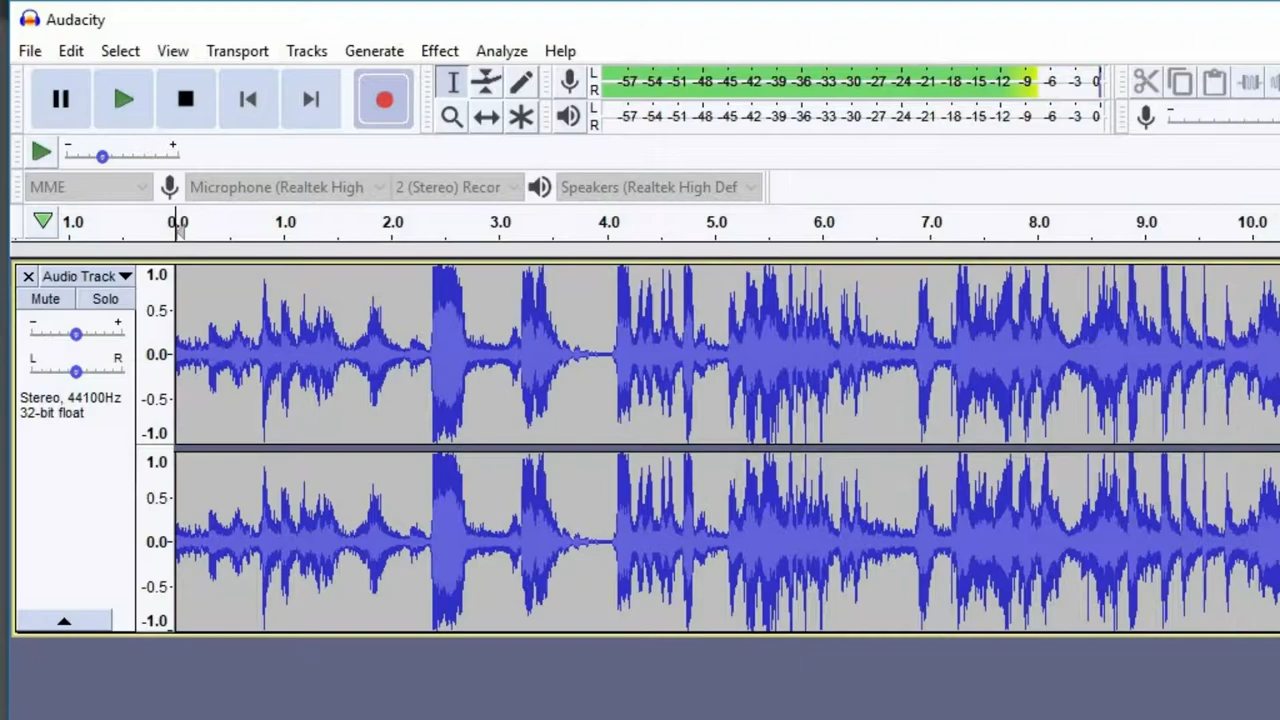 Audacity
File Edit Select View Transport Tracks Generate Effect Analyze Help
L
R
-57 -54 -51 -48 -45 -42 -39 -36 -33 -30 -27 -24 -21 -18 -15 -12 -9 -6 -3 0
L
R
-57 -54 -51 -48 -45 -42 -39 -36 -33 -30 -27 -24 -21 -18 -15 -12 -9 -6 -3 0
- +
MME Microphone (Realtek High 2 (Stereo) Recor Speakers (Realtek High Def
1.0 0.0 1.0 2.0 3.0 4.0 5.0 6.0 7.0 8.0 9.0 10.0
Audio Track
Mute Solo
- +
L R
Stereo, 44100Hz
32-bit float
1.0
0.5
0.0
-0.5
-1.0
1.0
0.5
0.0
-0.5
-1.0